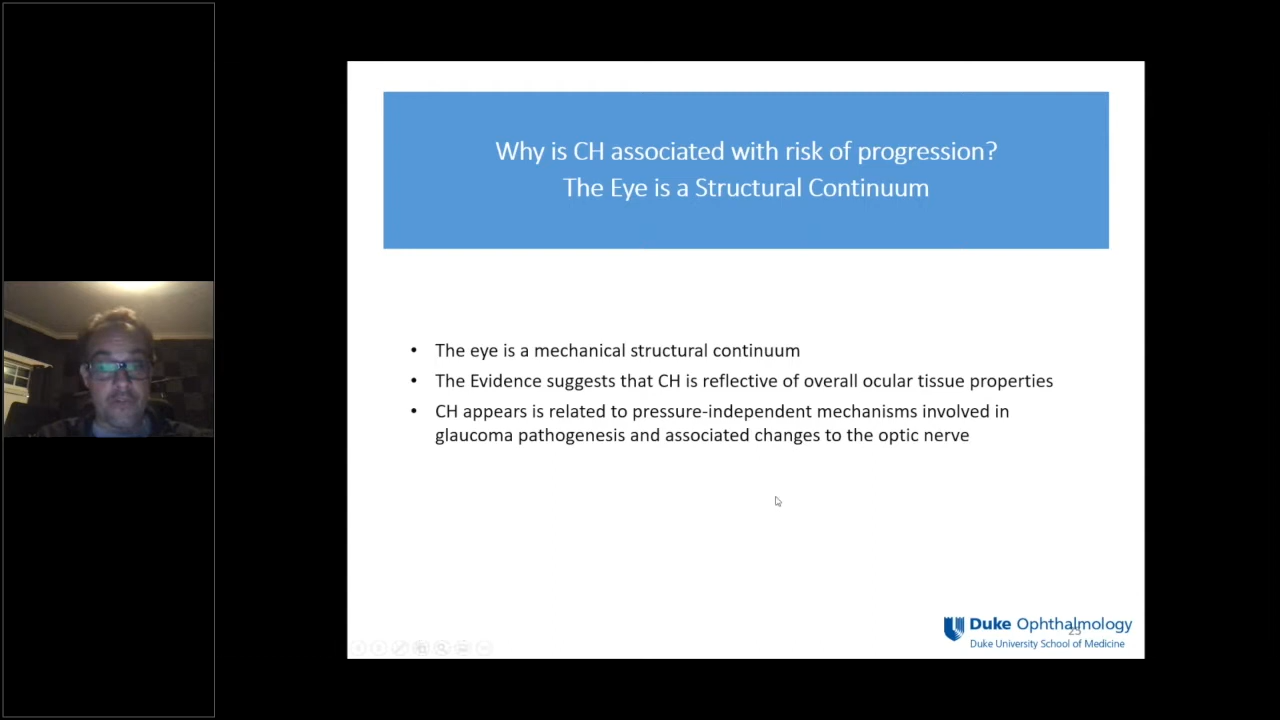 Why is CH associated with risk of progression?
The Eye is a Structural Continuum
• The eye is a mechanical structural continuum
• The Evidence suggests that CH is reflective of overall ocular tissue properties
• CH appears is related to pressure-independent mechanisms involved in
glaucoma pathogenesis and associated changes to the optic nerve
Duke Ophthalmology
25
Duke University School of Medicine